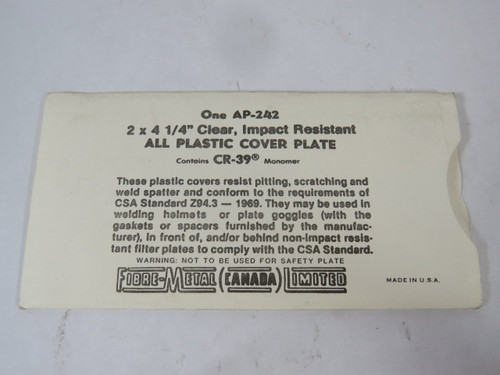 One AP-242
2 x 4 1/4" Clear, Impact Resistant
ALL PLASTIC COVER PLATE
Contains CR-39® Monomer
These plastic covers resist pitting, scratching and
weld spatter and conform to the requirements of
CSA Standard Z94.3 — 1969. They may be used in
welding helmets or plate goggles (with the
gaskets or spacers furnished by the manufac-
turer), in front of, and/or behind non-impact resis-
tant filter plates to comply with the CSA Standard.
WARNING: NOT TO BE USED FOR SAFETY PLATE
FIBRE-METAL (CANADA) LIMITED
MADE IN U.S.A.